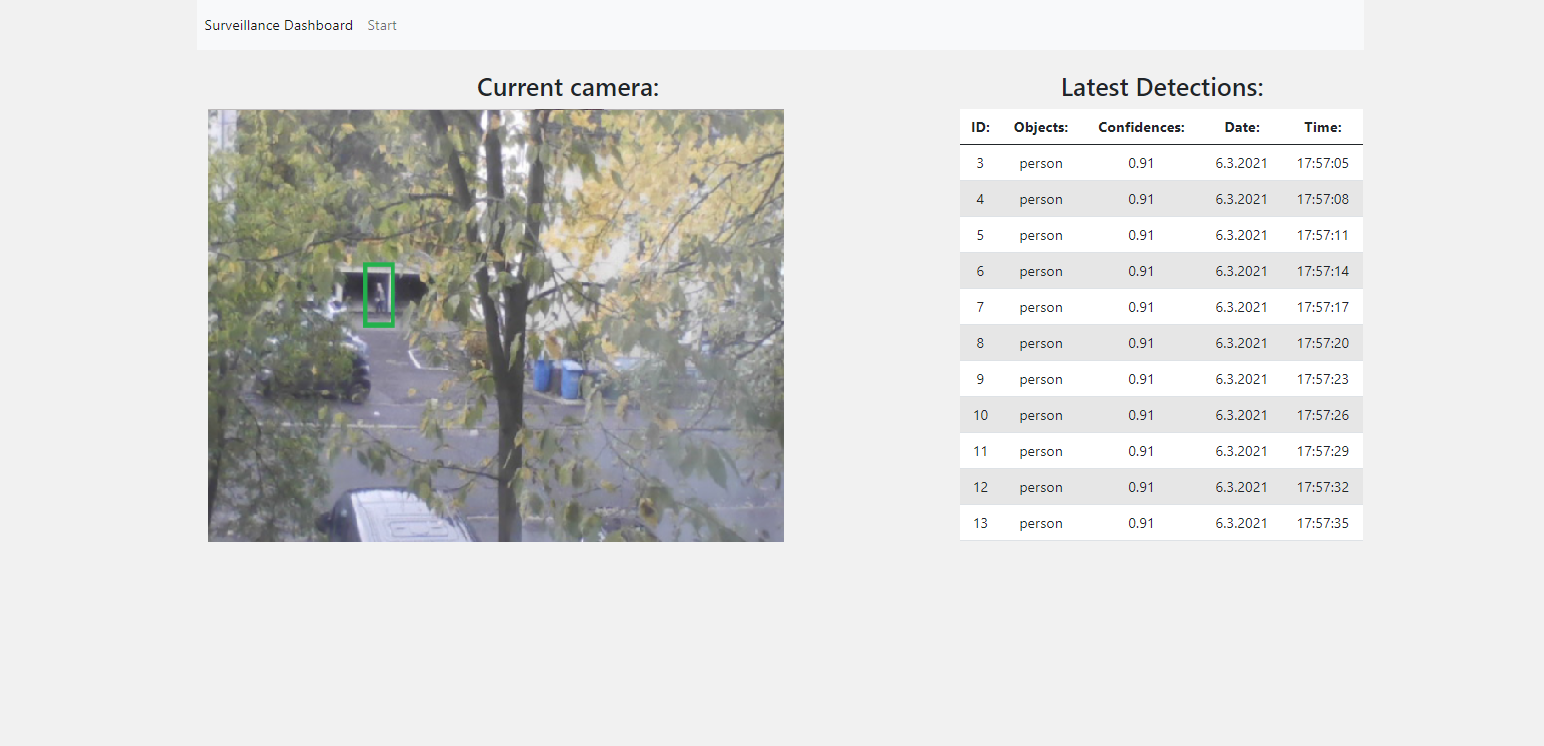 Surveillance Dashboard Start
Current camera:
Latest Detections:
ID: Objects: Confidences: Date: Time:
3 person 0.91 6.3.2021 17:57:05
4 person 0.91 6.3.2021 17:57:08
5 person 0.91 6.3.2021 17:57:11
6 person 0.91 6.3.2021 17:57:14
7 person 0.91 6.3.2021 17:57:17
8 person 0.91 6.3.2021 17:57:20
9 person 0.91 6.3.2021 17:57:23
10 person 0.91 6.3.2021 17:57:26
11 person 0.91 6.3.2021 17:57:29
12 person 0.91 6.3.2021 17:57:32
13 person 0.91 6.3.2021 17:57:35